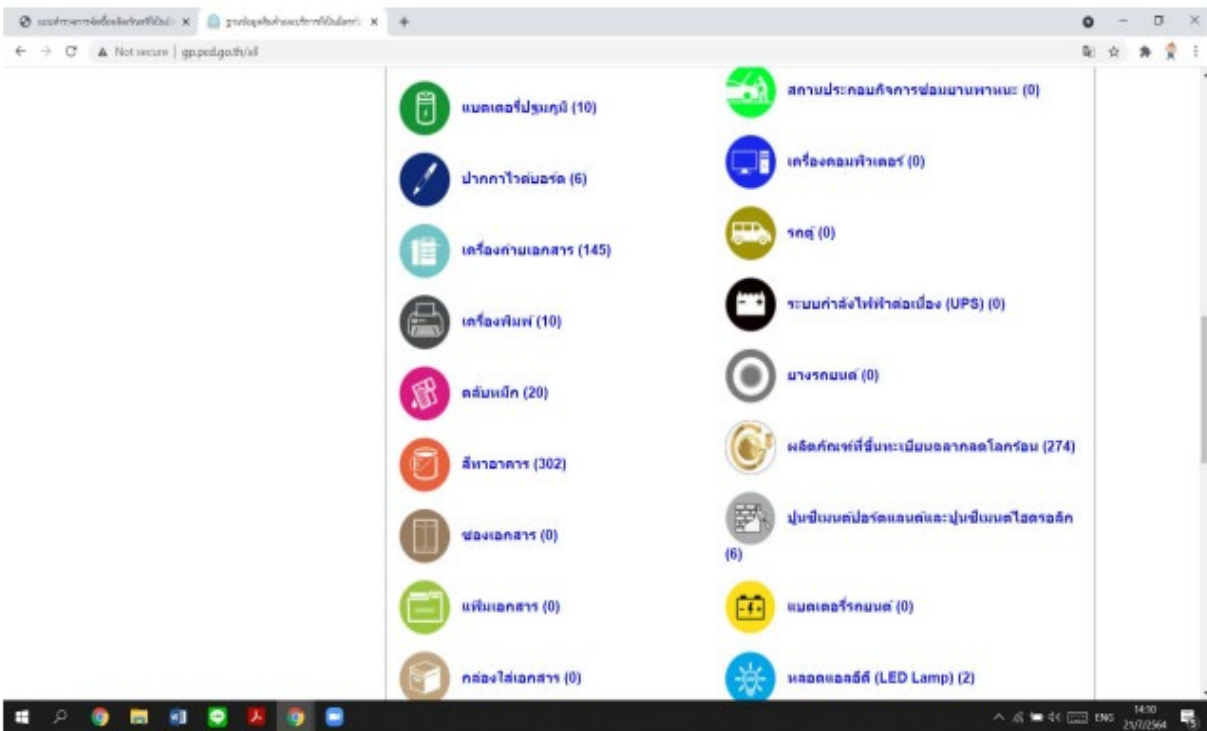 Not secure | gp.pcd.go.th/all
แบตเตอรี่ปฐมภูมิ (10)
ปากกาไวต์บอร์ด (6)
เครื่องถ่ายเอกสาร (145)
เครื่องพิมพ์ (10)
ตลับหมึก (20)
สีทาอาคาร (302)
ซองเอกสาร (0)
แฟ้มเอกสาร (0)
กล่องใส่เอกสาร (0)
สถานประกอบกิจการซ่อมยานพาหนะ (0)
เครื่องคอมพิวเตอร์ (0)
รถตู้ (0)
ระบบกำลังไฟฟ้าต่อเนื่อง (UPS) (0)
ยางรถยนต์ (0)
ผลิตภัณฑ์ที่ขึ้นทะเบียนฉลากลดโลกร้อน (274)
ปูนซีเมนต์ปอร์ตแลนด์และปูนซีเมนต์ไฮดรอลิก
(6)
แบตเตอรี่รถยนต์ (0)
หลอดแอลอีดี (LED Lamp) (2)
ENG
14:10
21/7/2564